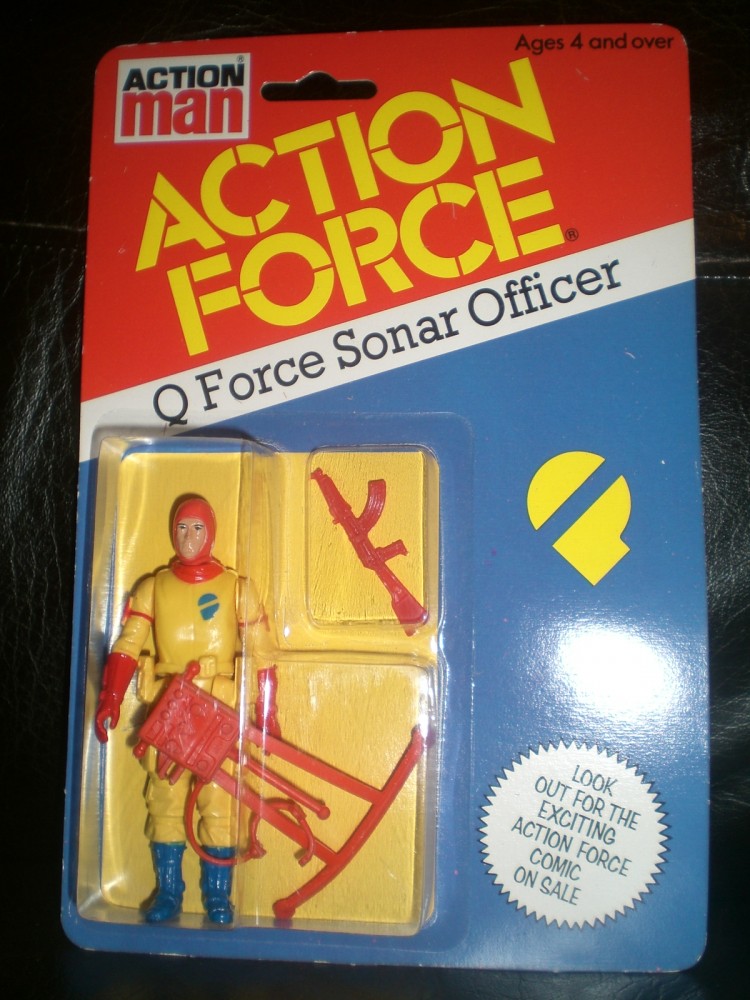 Ages 4 and over
ACTION
man®
ACTION
FORCE®
Q Force Sonar Officer
LOOK
OUT FOR THE
EXCITING
ACTION FORCE
COMIC
ON SALE